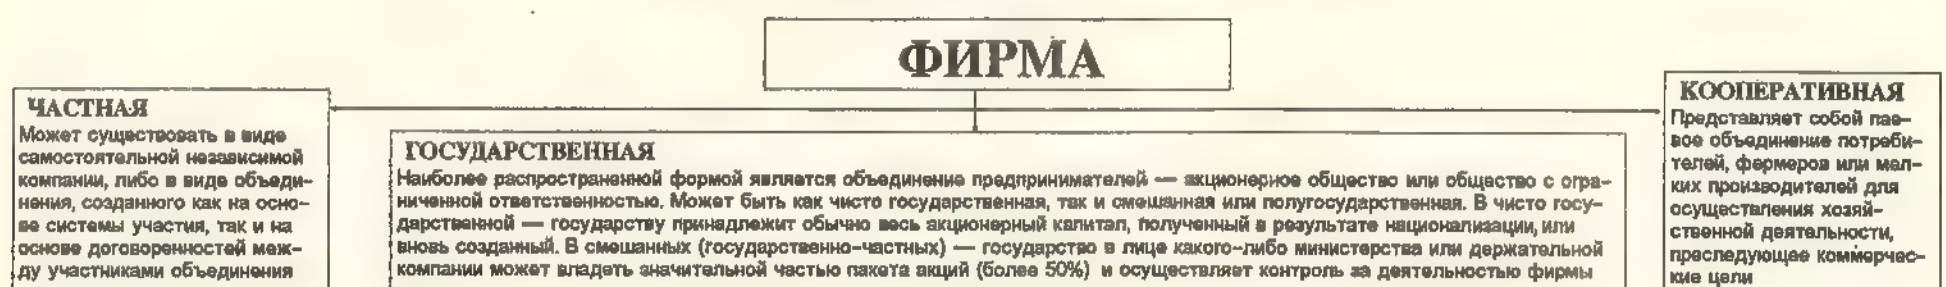 ФИРМА
ЧАСТНАЯ
Может существовать в виде
самостоятельной независимой
компании, либо в виде объеди-
нения, созданного как на осно-
ве системы участия, так и на
основе договоренностей меж-
ду участниками объединения
ГОСУДАРСТВЕННАЯ
Наиболее распространенной формой является объединение предпринимателей — акционерное общество или общество с огра-
ниченной ответственностью. Может быть как чисто государственная, так и смешанная или полугосударственная. В чисто госу-
дарственной — государству принадлежит обычно весь акционерный капитал, полученный в результате национализации, или
вновь созданный. В смешанных (государственно-частных) — государство в лице какого-либо министерства или держательной
компании может владеть значительной частью пакета акций (более 50%) и осуществляет контроль за деятельностью фирмы
КООПЕРАТИВНАЯ
Представляет собой пае-
вое объединение потреби-
телей, фермеров или мел-
ких производителей для
осуществления хозяй-
ственной деятельности,
преследующее коммерчес-
кие цели